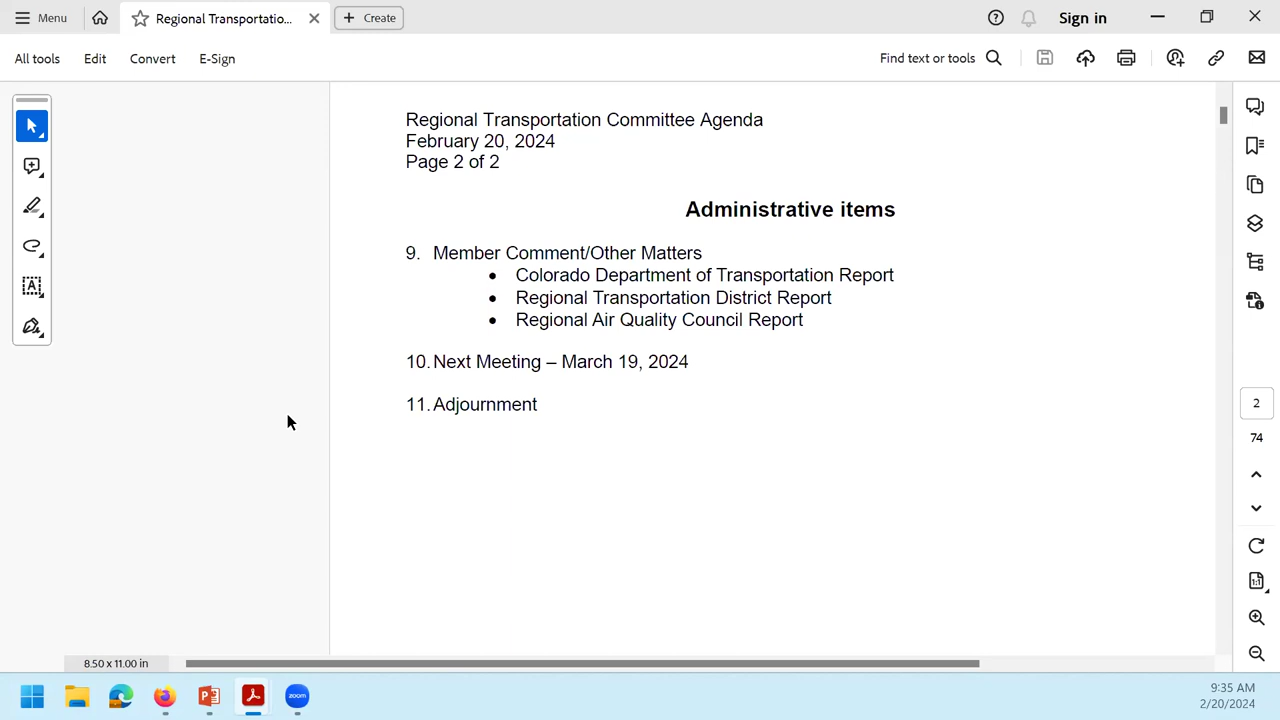 Menu
Regional Transportatio...
Create
Sign in
All tools
Edit
Convert
E-Sign
Find text or tools
Regional Transportation Committee Agenda
February 20, 2024
Page 2 of 2
Administrative items
9. Member Comment/Other Matters
• Colorado Department of Transportation Report
• Regional Transportation District Report
• Regional Air Quality Council Report
10. Next Meeting – March 19, 2024
11. Adjournment
2
74
1:1
8.50 x 11.00 in
zoom
9:35 AM
2/20/2024